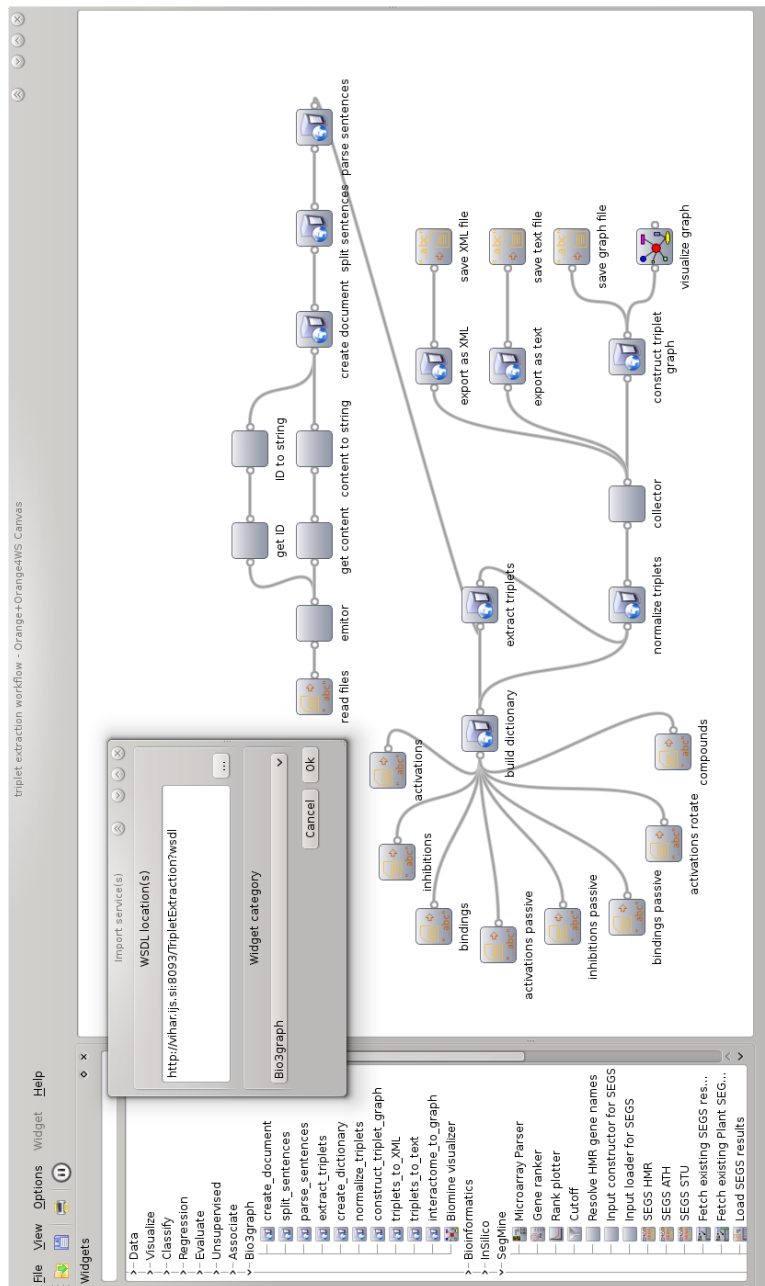 triplet extraction workflow - Orange+Orange4WS Canvas
File View Options Widget Help
Widgets
Data
Visualize
Classify
Regression
Evaluate
Unsupervised
Associate
Bio3graph
create_document
split_sentences
parse_sentences
extract_triplets
create_dictionary
normalize_triplets
construct_triplet_graph
triplets_to_XML
triplets_to_text
interactome_to_graph
Biomine visualizer
Bioinformatics
InSilico
SegMine
Microarray Parser
Gene ranker
Rank plotter
Cutoff
Resolve HMR gene names
Input constructor for SEGS
Input loader for SEGS
SEGS HMR
SEGS ATH
SEGS STU
Fetch existing SEGS res...
Fetch existing Plant SEG...
Load SEGS results
Import service(s)
WSDL location(s)
http://vihar.ijs.si:8093/TripletExtraction?wsdl
...
Widget category
Bio3graph
Cancel
Ok
read files
emitor
get ID
ID to string
get content
content to string
create document
split sentences
parse sentences
activations
inhibitions
bindings
activations passive
inhibitions passive
bindings passive
activations rotate
compounds
build dictionary
extract triplets
normalize triplets
collector
export as XML
save XML file
export as text
save text file
construct triplet
graph
save graph file
visualize graph